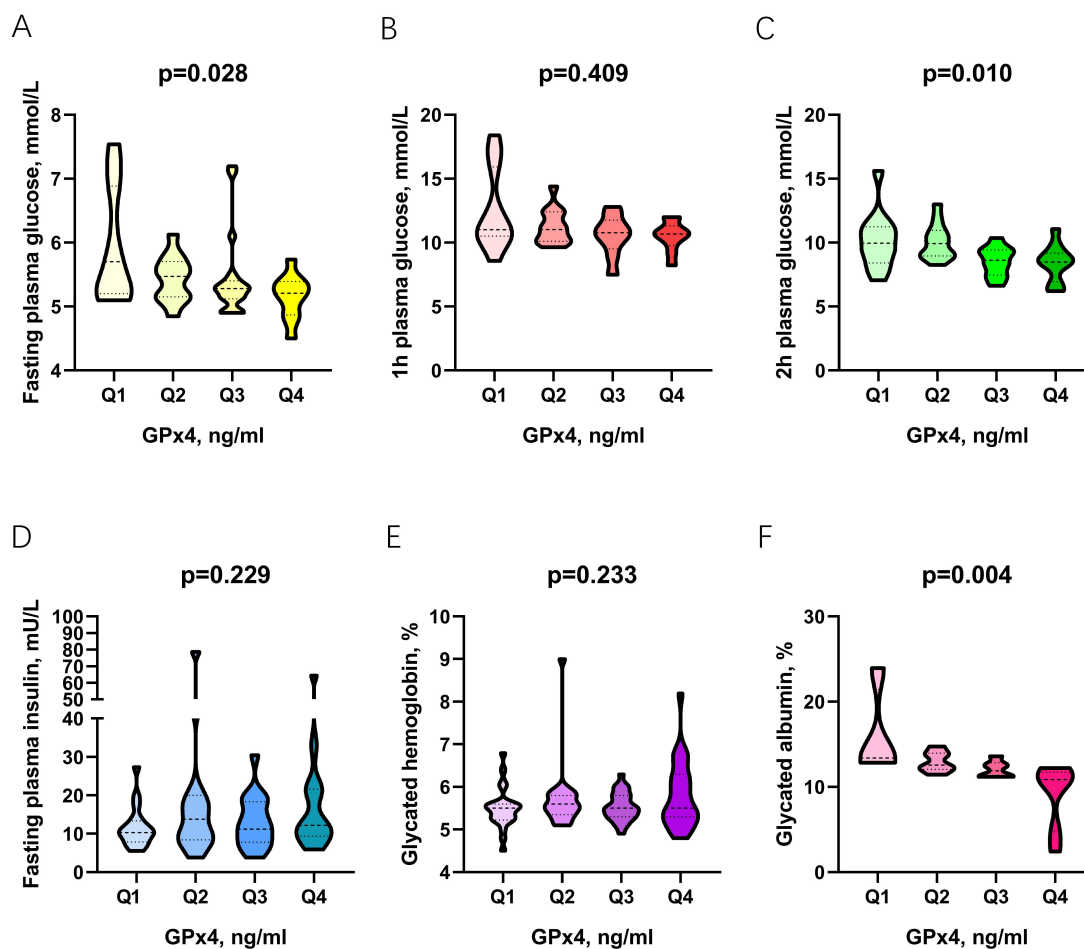 A
p=0.028
Fasting plasma glucose, mmol/L
8
7
6
5
4
Q1 Q2 Q3 Q4
GPx4, ng/ml
B
p=0.409
1h plasma glucose, mmol/L
20
15
10
5
0
Q1 Q2 Q3 Q4
GPx4, ng/ml
C
p=0.010
2h plasma glucose, mmol/L
20
15
10
5
0
Q1 Q2 Q3 Q4
GPx4, ng/ml
D
p=0.229
Fasting plasma insulin, mU/L
100
90
80
70
60
50
40
30
20
10
0
Q1 Q2 Q3 Q4
GPx4, ng/ml
E
p=0.233
Glycated hemoglobin, %
10
9
8
7
6
5
4
Q1 Q2 Q3 Q4
GPx4, ng/ml
F
p=0.004
Glycated albumin, %
30
20
10
0
Q1 Q2 Q3 Q4
GPx4, ng/ml